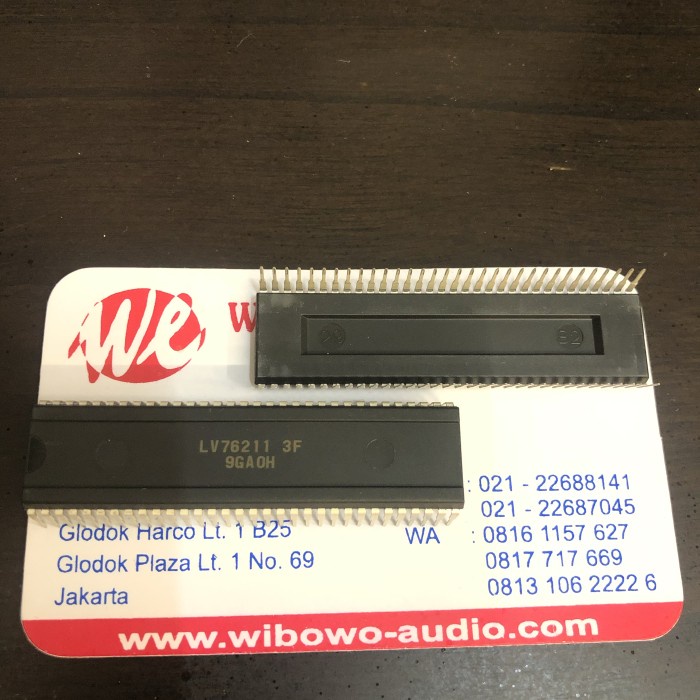 We
W
82
LV76211 3F
9GA0H
: 021 - 22688141
021 - 22687045
Glodok Harco Lt. 1 B25
WA : 0816 1157 627
Glodok Plaza Lt. 1 No. 69
0817 717 669
Jakarta
0813 106 2222 6
www.wibowo-audio.com